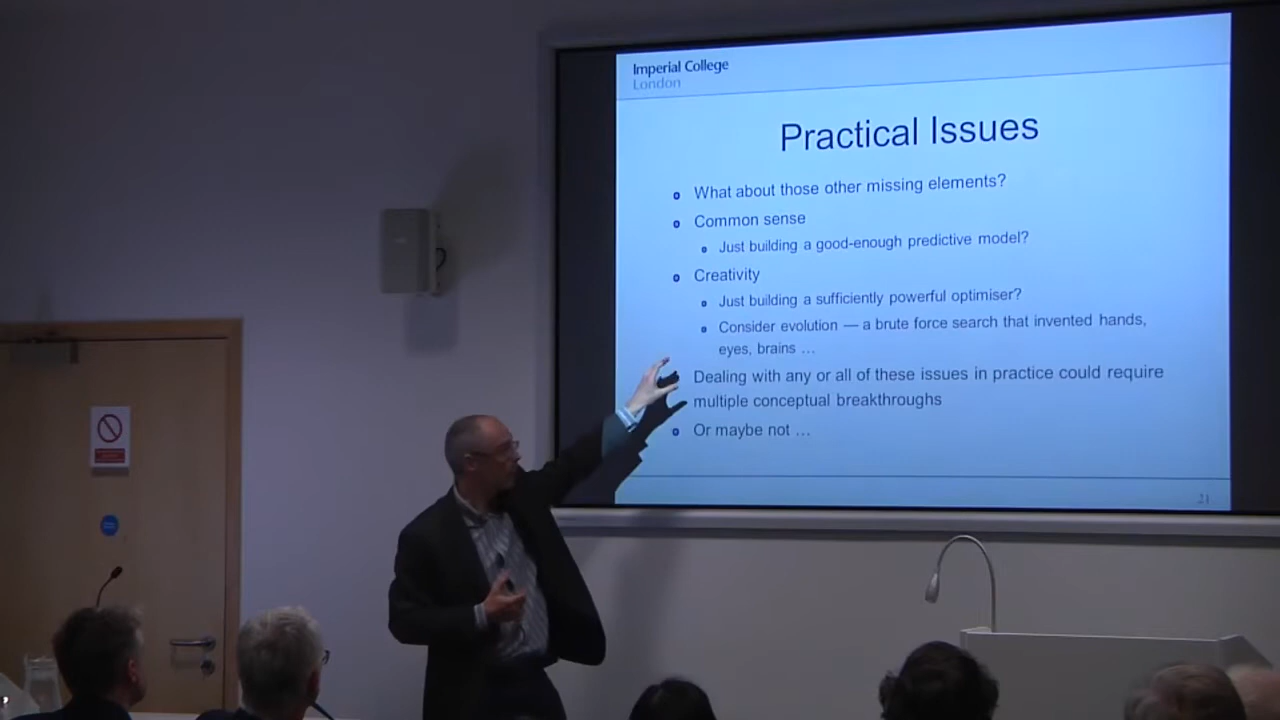 Imperial College
London
Practical Issues
What about those other missing elements?
Common sense
Just building a good-enough predictive model?
Creativity
Just building a sufficiently powerful optimiser?
Consider evolution — a brute force search that invented hands,
eyes, brains …
Dealing with any or all of these issues in practice could require
multiple conceptual breakthroughs
Or maybe not …
21